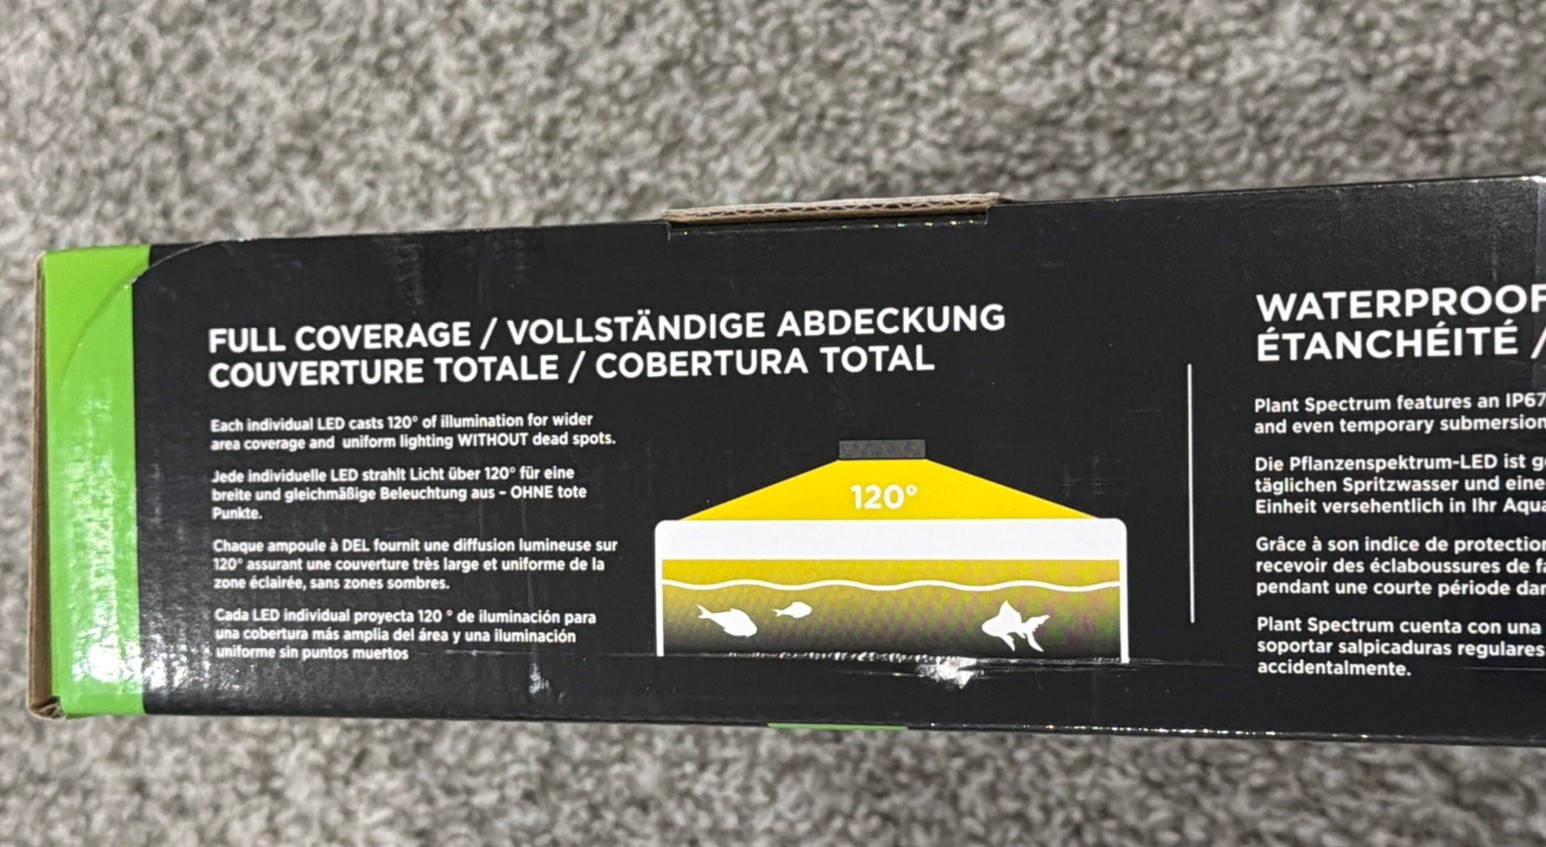 FULL COVERAGE / VOLLSTÄNDIGE ABDECKUNG
COUVERTURE TOTALE / COBERTURA TOTAL
Each individual LED casts 120° of illumination for wider
area coverage and uniform lighting WITHOUT dead spots.
Jede individuelle LED strahlt Licht über 120° für eine
breite und gleichmäßige Beleuchtung aus – OHNE tote
Punkte.
Chaque ampoule à DEL fournit une diffusion lumineuse sur
120° assurant une couverture très large et uniforme de la
zone éclairée, sans zones sombres.
Cada LED individual proyecta 120 ° de iluminación para
una cobertura más amplia del área y una iluminación
uniforme sin puntos muertos
120°
WATERPROOF
ÉTANCHÉITÉ /
Plant Spectrum features an IP67
and even temporary submersion
Die Pflanzenspektrum-LED ist
täglichen Spritzwasser und eine
Einheit versehentlich in Ihr
Grâce à son indice de protection
recevoir des éclaboussures de
pendant une courte période
Plant Spectrum cuenta con una
soportar salpicaduras regulares
accidentalmente.